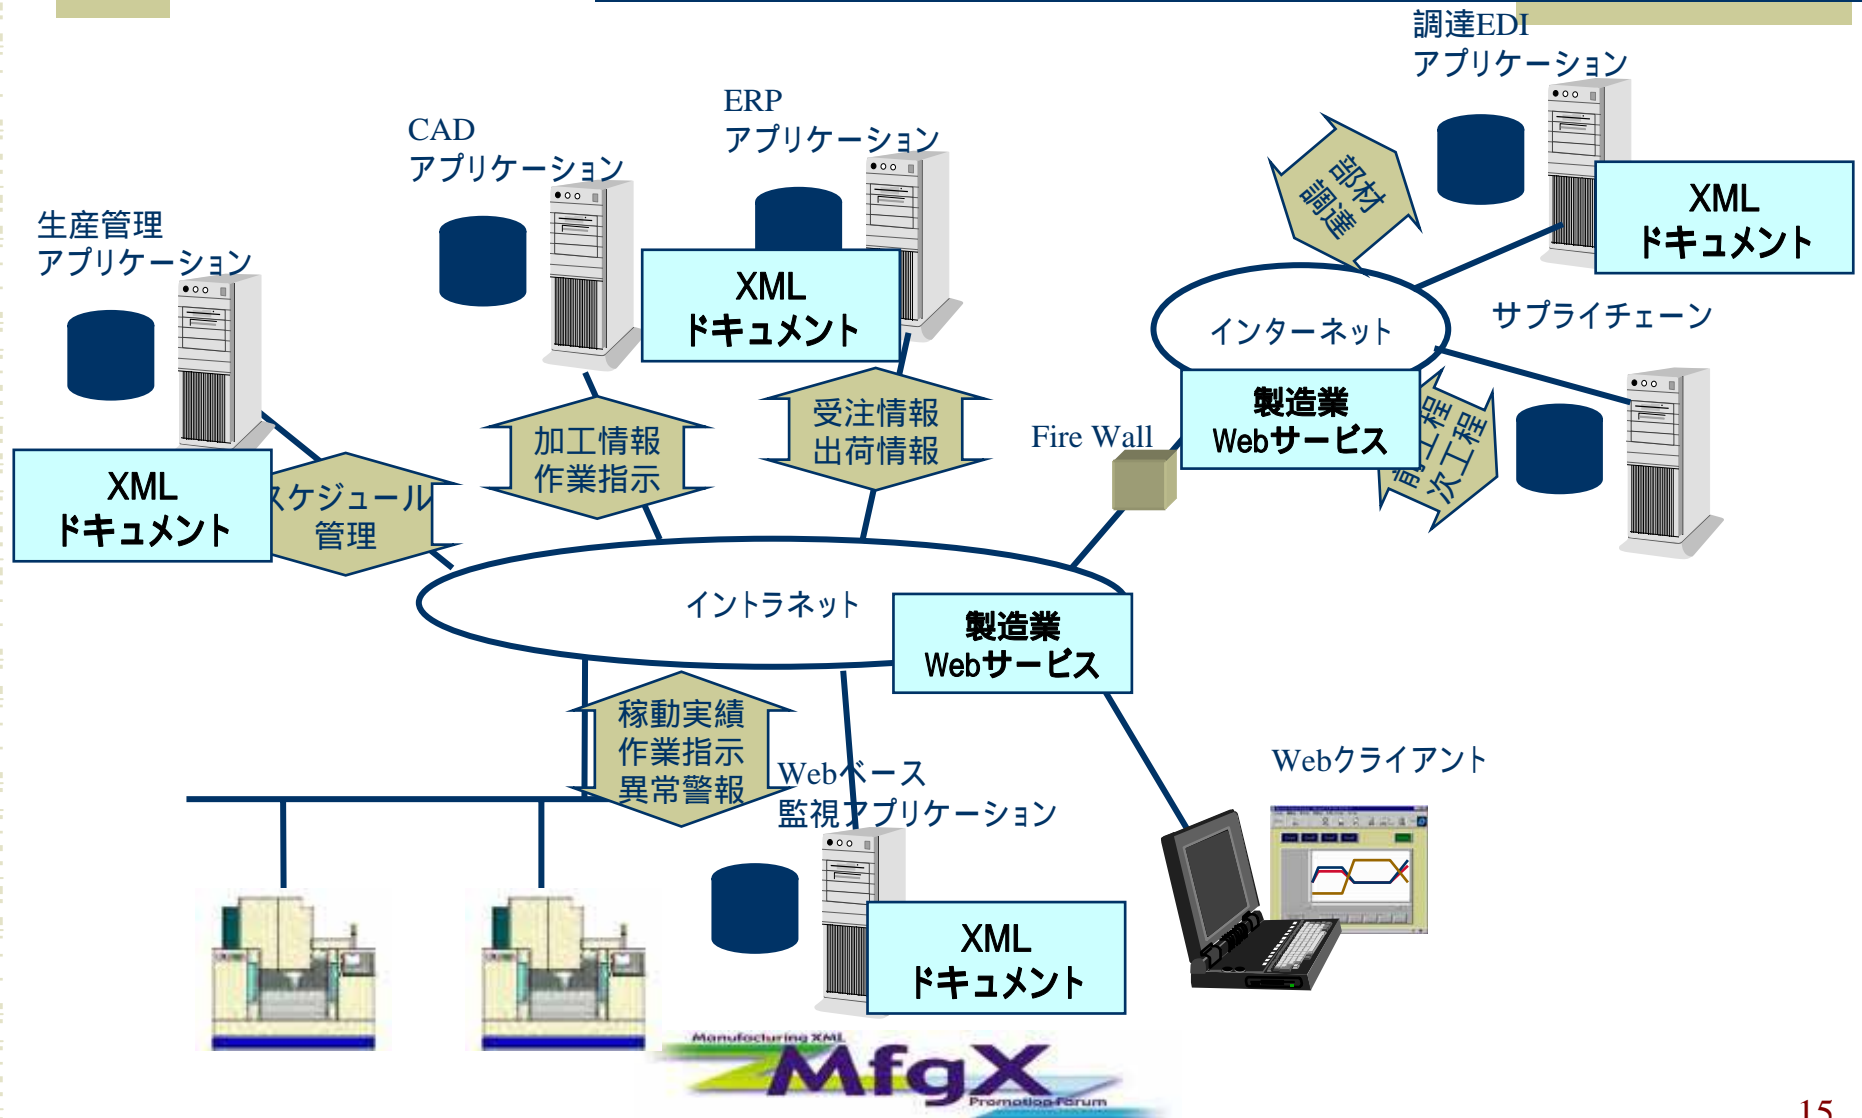 調達EDI
アプリケーション
ERP
アプリケーション
CAD
アプリケーション
生産管理
アプリケーション
部材
調達
XML
ドキュメント
XML
ドキュメント
インターネット
サプライチェーン
製造業
Webサービス
前工程
次工程
Fire Wall
受注情報
出荷情報
加工情報
作業指示
XML
ドキュメント
スケジュール
管理
イントラネット
製造業
Webサービス
稼動実績
作業指示
異常警報
Webベース
監視アプリケーション
Webクライアント
XML
ドキュメント
Manufacturing XML
MfgX
Promotion Forum
15